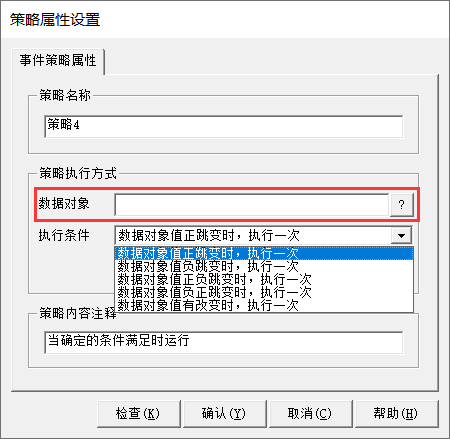 策略属性设置
事件策略属性
策略名称
策略4
策略执行方式
数据对象
?
执行条件
数据对象值正跳变时，执行一次
数据对象值正跳变时，执行一次
数据对象值负跳变时，执行一次
数据对象值正负跳变时，执行一次
数据对象值负正跳变时，执行一次
数据对象值有改变时，执行一次
策略内容注释
当确定的条件满足时运行
检查(K) 确认(Y) 取消(C) 帮助(H)